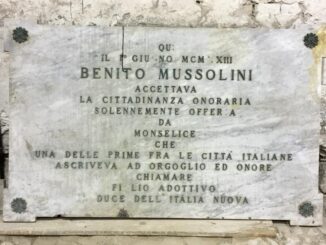 QU
IL 1° GIU NO MCM XIII
BENITO MUSSOLINI
ACCETTAVA
LA CITTADINANZA ONORARIA
SOLENNEMENTE OFFER A
DA
MONSELICE
CHE
UNA DELLE PRIME FRA LE CITTÀ ITALIANE
ASCRIVEVA AD ORGOGLIO ED ONORE
CHIAMARE
FI LIO ADOTTIVO
DUCE DELL'ITALIA NUOVA